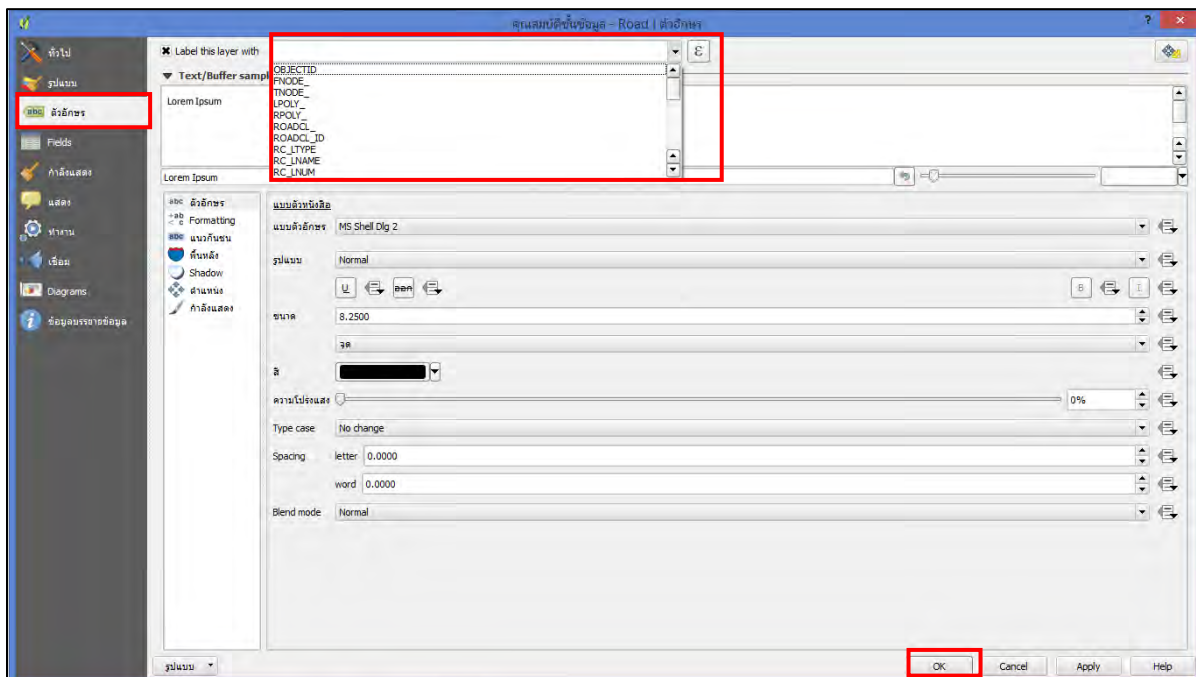 คุณสมบัติชั้นข้อมูล - Road | ตัวอักษร
?
ทั่วไป
รูปแบบ
abc ตัวอักษร
Fields
กำลังแสดง
แสดง
ทำงาน
เชื่อม
Diagrams
ข้อมูลบรรยายข้อมูล
Label this layer with
ε
Text/Buffer sampl
Lorem Ipsum
OBJECTID
FNODE_
TNODE_
LPOLY_
RPOLY_
ROADCL_
ROADCL_ID
RC_LTYPE
RC_LNAME
RC_LNUM
Lorem Ipsum
abc ตัวอักษร
+ab < c Formatting
abc แนวกันชน
พื้นหลัง
Shadow
ตำแหน่ง
กำลังแสดง
แบบตัวหนังสือ
แบบตัวอักษร MS Shell Dlg 2
รูปแบบ Normal
U B I
ขนาด 8.2500
จุด
สี
ความโปร่งแสง 0%
Type case No change
Spacing letter 0.0000
word 0.0000
Blend mode Normal
รูปแบบ
OK Cancel Apply Help